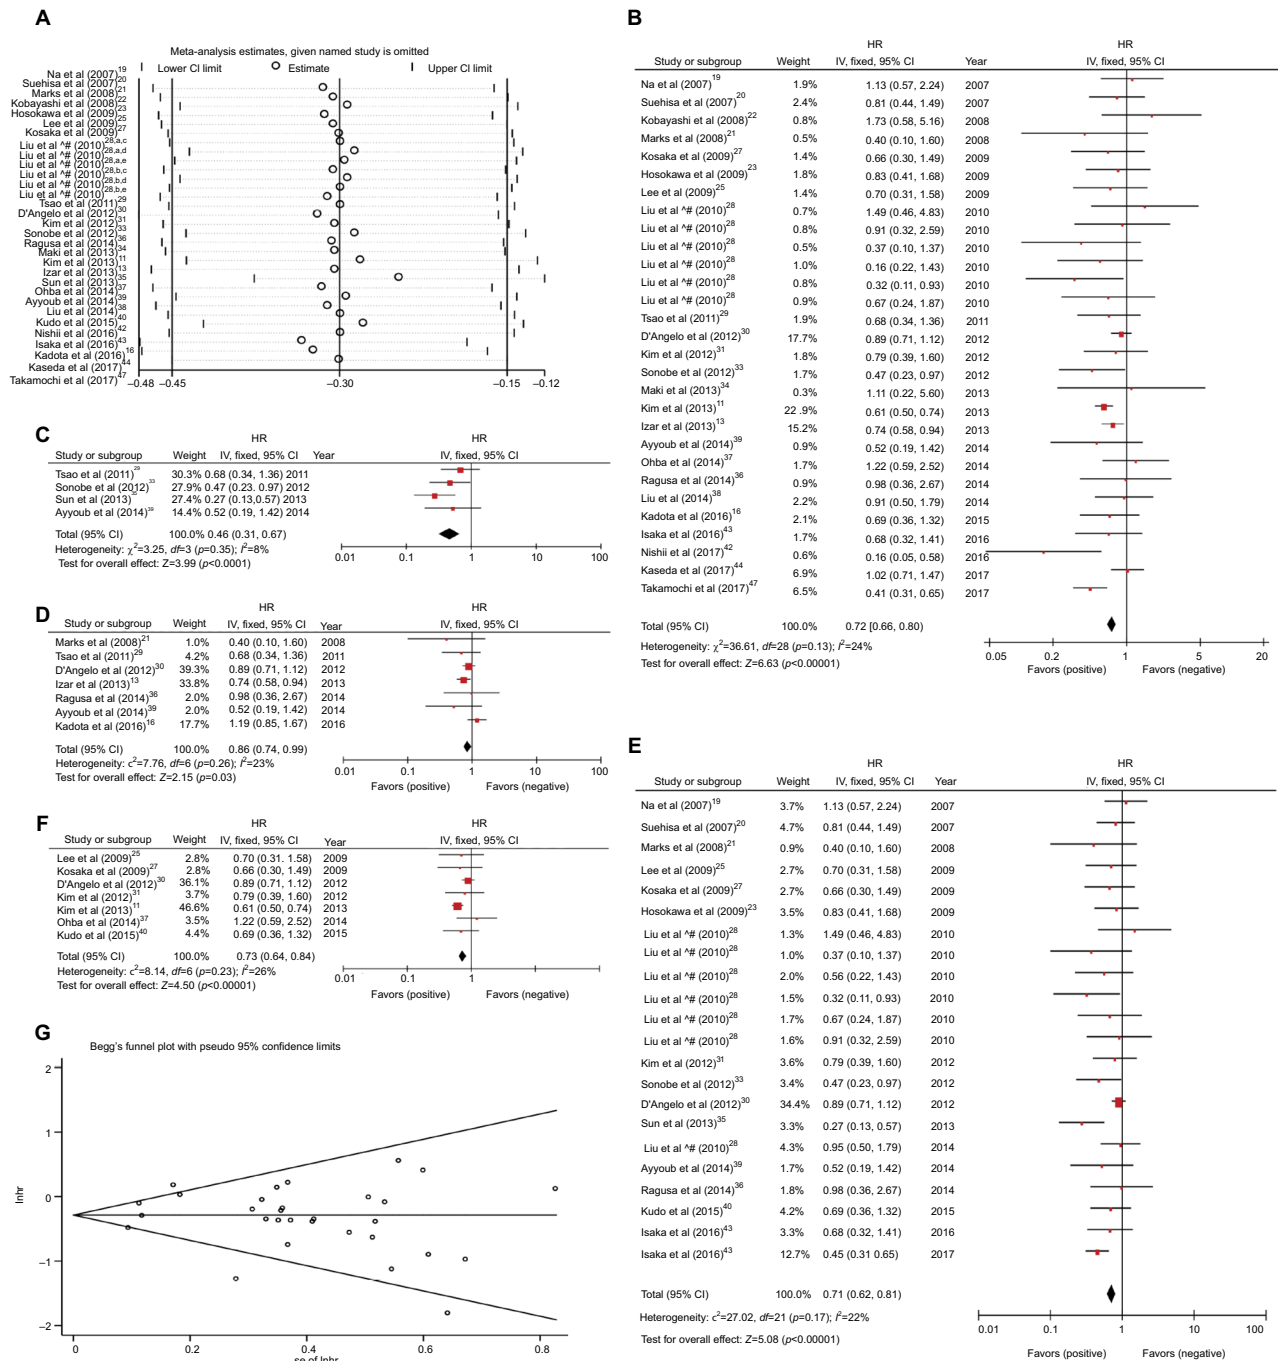 A
Meta-analysis estimates, given named study is omitted
Lower CI limit Estimate Upper CI limit
Na et al (2007)19
Suehisa et al (2007)20
Marks et al (2008)21
Kobayashi et al (2008)22
Hosokawa et al (2009)23
Lee et al (2009)25
Kosaka et al (2009)27
Liu et al ^# (2010)28,a,c
Liu et al ^# (2010)28,a,d
Liu et al ^# (2010)28,a,e
Liu et al ^# (2010)28,b,c
Liu et al ^# (2010)28,b,d
Liu et al ^# (2010)28,b,e
Tsao et al (2011)29
D'Angelo et al (2012)30
Kim et al (2012)31
Sonobe et al (2012)33
Ragusa et al (2014)36
Maki et al (2013)34
Kim et al (2013)11
Izar et al (2013)13
Sun et al (2013)35
Ohba et al (2014)37
Ayyoub et al (2014)39
Liu et al (2014)38
Kudo et al (2015)40
Nishii et al (2016)42
Isaka et al (2016)43
Kadota et al (2016)16
Kaseda et al (2017)44
Takamochi et al (2017)47
–0.48 –0.45 –0.30 –0.15 –0.12
B
HR HR
Study or subgroup Weight IV, fixed, 95% CI Year IV, fixed, 95% CI
Na et al (2007)19 1.9% 1.13 (0.57, 2.24) 2007
Suehisa et al (2007)20 2.4% 0.81 (0.44, 1.49) 2007
Kobayashi et al (2008)22 0.8% 1.73 (0.58, 5.16) 2008
Marks et al (2008)21 0.8% 0.40 (0.10, 1.60) 2008
Kosaka et al (2009)27 1.4% 0.66 (0.30, 1.49) 2009
Hosokawa et al (2009)23 1.8% 0.83 (0.41, 1.68) 2009
Lee et al (2009)25 1.4% 0.70 (0.31, 1.58) 2009
Liu et al ^# (2010)28 0.7% 1.49 (0.46, 4.83) 2010
Liu et al ^# (2010)28 0.8% 0.91 (0.32, 2.59) 2010
Liu et al ^# (2010)28 0.5% 0.37 (0.10, 1.37) 2010
Liu et al ^# (2010)28 1.0% 0.16 (0.22, 1.43) 2010
Liu et al ^# (2010)28 0.8% 0.32 (0.11, 0.93) 2010
Liu et al ^# (2010)28 0.9% 0.67 (0.24, 1.87) 2010
Tsao et al (2011)29 1.9% 0.68 (0.34, 1.36) 2011
D'Angelo et al (2012)30 17.7% 0.89 (0.71, 1.12) 2012
Kim et al (2012)31 1.8% 0.79 (0.39, 1.60) 2012
Sonobe et al (2012)33 1.7% 0.47 (0.23, 0.97) 2012
Maki et al (2013)34 0.3% 1.11 (0.22, 5.60) 2013
Kim et al (2013)11 22 .9% 0.61 (0.50, 0.74) 2013
Izar et al (2013)13 15.2% 0.74 (0.58, 0.94) 2013
Ayyoub et al (2014)39 0.9% 0.52 (0.19, 1.42) 2014
Ohba et al (2014)37 1.7% 1.22 (0.59, 2.52) 2014
Ragusa et al (2014)36 0.9% 0.98 (0.36, 2.67) 2014
Liu et al (2014)38 2.2% 0.91 (0.50, 1.79) 2014
Kadota et al (2016)16 2.1% 0.69 (0.36, 1.32) 2015
Isaka et al (2016)43 1.7% 0.68 (0.32, 1.41) 2016
Nishii et al (2017)42 0.6% 0.16 (0.05, 0.58) 2016
Kaseda et al (2017)44 6.9% 1.02 (0.71, 1.47) 2017
Takamochi et al (2017)47 6.5% 0.41 (0.31, 0.65) 2017
Total (95% CI) 100.0% 0.72 [0.66, 0.80)
Heterogeneity: χ2=36.61, df=28 (p=0.13); I2=24%
Test for overall effect: Z=6.63 (p<0.00001)
0.05 0.2 1 5 20
Favors (positive) Favors (negative)
C
HR HR
Study or subgroup Weight IV, fixed, 95% CI Year IV, fixed, 95% CI
Tsao et al (2011)29 30.3% 0.68 (0.34, 1.36) 2011
Sonobe et al (2012)33 27.9% 0.47 (0.23. 0.97) 2012
Sun et al (2013)35 27.4% 0.27 (0.13,0.57) 2013
Ayyoub et al (2014)39 14.4% 0.52 (0.19, 1.42) 2014
Total (95% CI) 100.0% 0.46 (0.31, 0.67)
Heterogeneity: χ2=3.25, df=3 (p=0.35); I2=8%
Test for overall effect: Z=3.99 (p<0.0001)
0.01 0.1 0 10 100
D
HR HR
Study or subgroup Weight IV, fixed, 95% CI Year IV, fixed, 95% CI
Marks et al (2008)21 1.0% 0.40 (0.10, 1.60) 2008
Tsao et al (2011)29 4.2% 0.68 (0.34, 1.36) 2011
D'Angelo et al (2012)30 39.3% 0.89 (0.71, 1.12) 2012
Izar et al (2013)13 33.8% 0.74 (0.58, 0.94) 2013
Ragusa et al (2014)36 2.0% 0.98 (0.36, 2.67) 2014
Ayyoub et al (2014)39 2.0% 0.52 (0.19, 1.42) 2014
Kadota et al (2016)16 17.7% 1.19 (0.85, 1.67) 2016
Total (95% CI) 100.0% 0.86 (0.74, 0.99)
Heterogeneity: c2=7.76, df=6 (p=0.26); I2=23%
Test for overall effect: Z=2.15 (p=0.03)
0.01 0.1 1 10 100
Favors (positive) Favors (negative)
E
HR HR
Study or subgroup Weight IV, fixed, 95% CI Year IV, fixed, 95% CI
Na et al (2007)19 3.7% 1.13 (0.57, 2.24) 2007
Suehisa et al (2007)20 4.7% 0.81 (0.44, 1.49) 2007
Marks et al (2008)21 0.9% 0.40 (0.10, 1.60) 2008
Lee et al (2009)25 2.7% 0.70 (0.31, 1.58) 2009
Kosaka et al (2009)27 2.7% 0.66 (0.30, 1.49) 2009
Hosokawa et al (2009)23 3.5% 0.83 (0.41, 1.68) 2009
Liu et al ^# (2010)28 1.3% 1.49 (0.46, 4.83) 2010
Liu et al ^# (2010)28 1.0% 0.37 (0.10, 1.37) 2010
Liu et al ^# (2010)28 2.0% 0.56 (0.22, 1.43) 2010
Liu et al ^# (2010)28 1.5% 0.32 (0.11, 0.93) 2010
Liu et al ^# (2010)28 1.7% 0.67 (0.24, 1.87) 2010
Liu et al ^# (2010)28 1.6% 0.91 (0.32, 2.59) 2010
Kim et al (2012)31 3.6% 0.79 (0.39, 1.60) 2012
Sonobe et al (2012)33 3.4% 0.47 (0.23, 0.97) 2012
D'Angelo et al (2012)30 34.4% 0.89 (0.71, 1.12) 2012
Sun et al (2013)35 3.3% 0.27 (0.13, 0.57) 2013
Liu et al ^# (2010)28 4.3% 0.95 (0.50, 1.79) 2014
Ayyoub et al (2014)39 1.7% 0.52 (0.19, 1.42) 2014
Ragusa et al (2014)36 1.8% 0.98 (0.36, 2.67) 2014
Kudo et al (2015)40 4.2% 0.69 (0.36, 1.32) 2015
Isaka et al (2016)43 3.3% 0.68 (0.32, 1.41) 2016
Isaka et al (2016)43 12.7% 0.45 (0.31 0.65) 2017
Total (95% CI) 100.0% 0.71 (0.62, 0.81)
Heterogeneity: c2=27.02, df=21 (p=0.17); I2=22%
Test for overall effect: Z=5.08 (p<0.00001)
0.01 0.1 1 10 100
Favors (positive) Favors (negative)
F
HR HR
Study or subgroup Weight IV, fixed, 95% CI Year IV, fixed, 95% CI
Lee et al (2009)25 2.8% 0.70 (0.31. 1.58) 2009
Kosaka et al (2009)27 2.8% 0.66 (0.30, 1.49) 2009
D'Angelo et al (2012)30 36.1% 0.89 (0.71, 1.12) 2012
Kim et al (2012)31 3.7% 0.79 (0.39, 1.60) 2012
Kim et al (2013)11 46.6% 0.61 (0.50, 0.74) 2013
Ohba et al (2014)37 3.5% 1.22 (0.59, 2.52) 2014
Kudo et al (2015)40 4.4% 0.69 (0.36, 1.32) 2015
Total (95% CI) 100.0% 0.73 (0.64, 0.84)
Heterogeneity: c2=8.14, df=6 (p=0.23); I2=26%
Test for overall effect: Z=4.50 (p<0.00001)
0.01 0.1 1 10 100
Favors (positive) Favors (negative)
G
Begg's funnel plot with pseudo 95% confidence limits
2
1
0
–1
–2
lnhr
0 0.2 0.4 0.6 0.8
se of lnhr